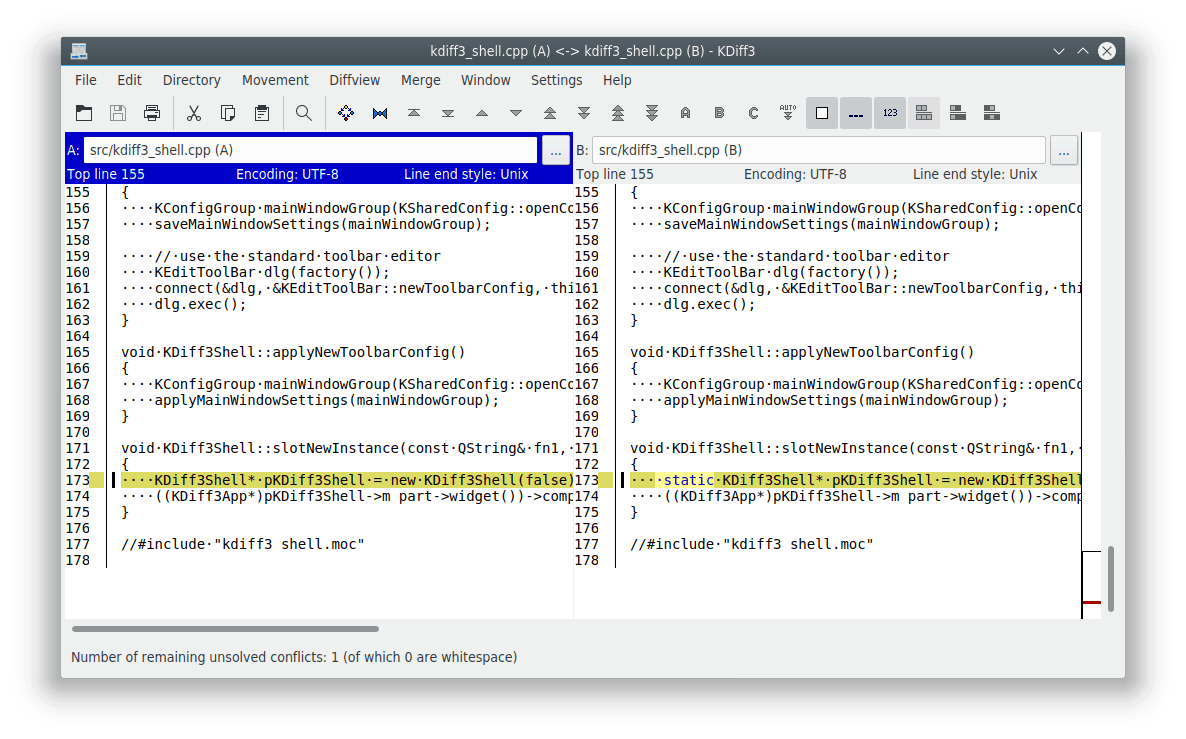 kdiff3_shell.cpp (A) <-> kdiff3_shell.cpp (B) - KDiff3
File Edit Directory Movement Diffview Merge Window Settings Help
A B C AUTO 123
A: src/kdiff3_shell.cpp (A) ...
Top line 155 Encoding: UTF-8 Line end style: Unix
155 {
156 ····KConfigGroup·mainWindowGroup(KSharedConfig::openCo
157 ····saveMainWindowSettings(mainWindowGroup);
158
159 ····//·use·the·standard·toolbar·editor
160 ····KEditToolBar·dlg(factory());
161 ····connect(&dlg,·&KEditToolBar::newToolbarConfig,·thi
162 ····dlg.exec();
163 }
164
165 void·KDiff3Shell::applyNewToolbarConfig()
166 {
167 ····KConfigGroup·mainWindowGroup(KSharedConfig::openCo
168 ····applyMainWindowSettings(mainWindowGroup);
169 }
170
171 void·KDiff3Shell::slotNewInstance(const·QString&·fn1,·
172 {
173 ····KDiff3Shell*·pKDiff3Shell·=·new·KDiff3Shell(false)
174 ····((KDiff3App*)pKDiff3Shell->m part->widget())->comp
175 }
176
177 //#include·"kdiff3 shell.moc"
178
B: src/kdiff3_shell.cpp (B) ...
Top line 155 Encoding: UTF-8 Line end style: Unix
155 {
156 ····KConfigGroup·mainWindowGroup(KSharedConfig::openCo
157 ····saveMainWindowSettings(mainWindowGroup);
158
159 ····//·use·the·standard·toolbar·editor
160 ····KEditToolBar·dlg(factory());
161 ····connect(&dlg,·&KEditToolBar::newToolbarConfig,·thi
162 ····dlg.exec();
163 }
164
165 void·KDiff3Shell::applyNewToolbarConfig()
166 {
167 ····KConfigGroup·mainWindowGroup(KSharedConfig::openCo
168 ····applyMainWindowSettings(mainWindowGroup);
169 }
170
171 void·KDiff3Shell::slotNewInstance(const·QString&·fn1,·
172 {
173 ····static·KDiff3Shell*·pKDiff3Shell·=·new·KDiff3Shell
174 ····((KDiff3App*)pKDiff3Shell->m part->widget())->comp
175 }
176
177 //#include·"kdiff3 shell.moc"
178
Number of remaining unsolved conflicts: 1 (of which 0 are whitespace)